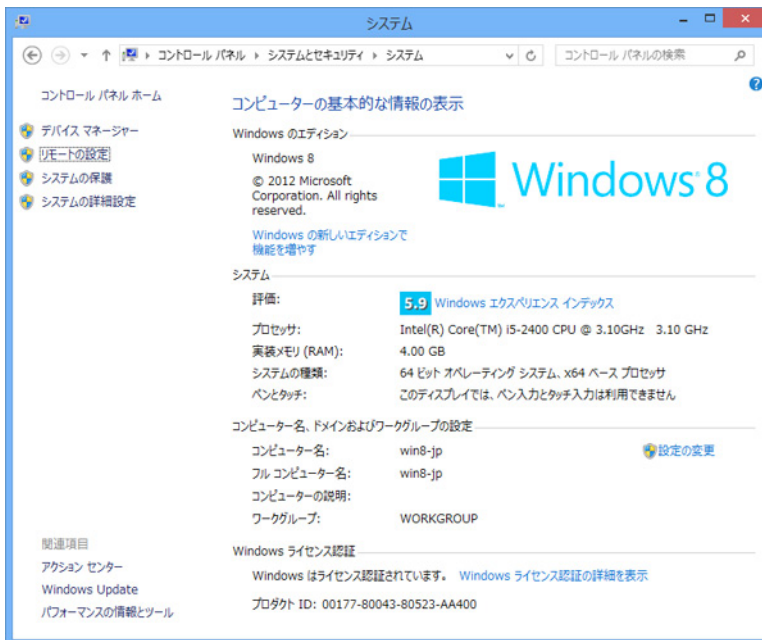 システム
コントロール パネル ▸ システムとセキュリティ ▸ システム
コントロール パネルの検索
コントロール パネル ホーム
デバイス マネージャー
リモートの設定
システムの保護
システムの詳細設定
コンピューターの基本的な情報の表示
Windows のエディション
Windows 8
© 2012 Microsoft
Corporation. All rights
reserved.
Windows の新しいエディションで
機能を増やす
Windows 8
システム
評価: 5.9 Windows エクスペリエンス インデックス
プロセッサ: Intel(R) Core(TM) i5-2400 CPU @ 3.10GHz 3.10 GHz
実装メモリ (RAM): 4.00 GB
システムの種類: 64 ビット オペレーティング システム、x64 ベース プロセッサ
ペンとタッチ: このディスプレイでは、ペン入力とタッチ入力は利用できません
コンピューター名、ドメインおよびワークグループの設定
コンピューター名: win8-jp 設定の変更
フル コンピューター名: win8-jp
コンピューターの説明:
ワークグループ: WORKGROUP
Windows ライセンス認証
Windows はライセンス認証されています。 Windows ライセンス認証の詳細を表示
プロダクト ID: 00177-80043-80523-AA400
関連項目
アクション センター
Windows Update
パフォーマンスの情報とツール